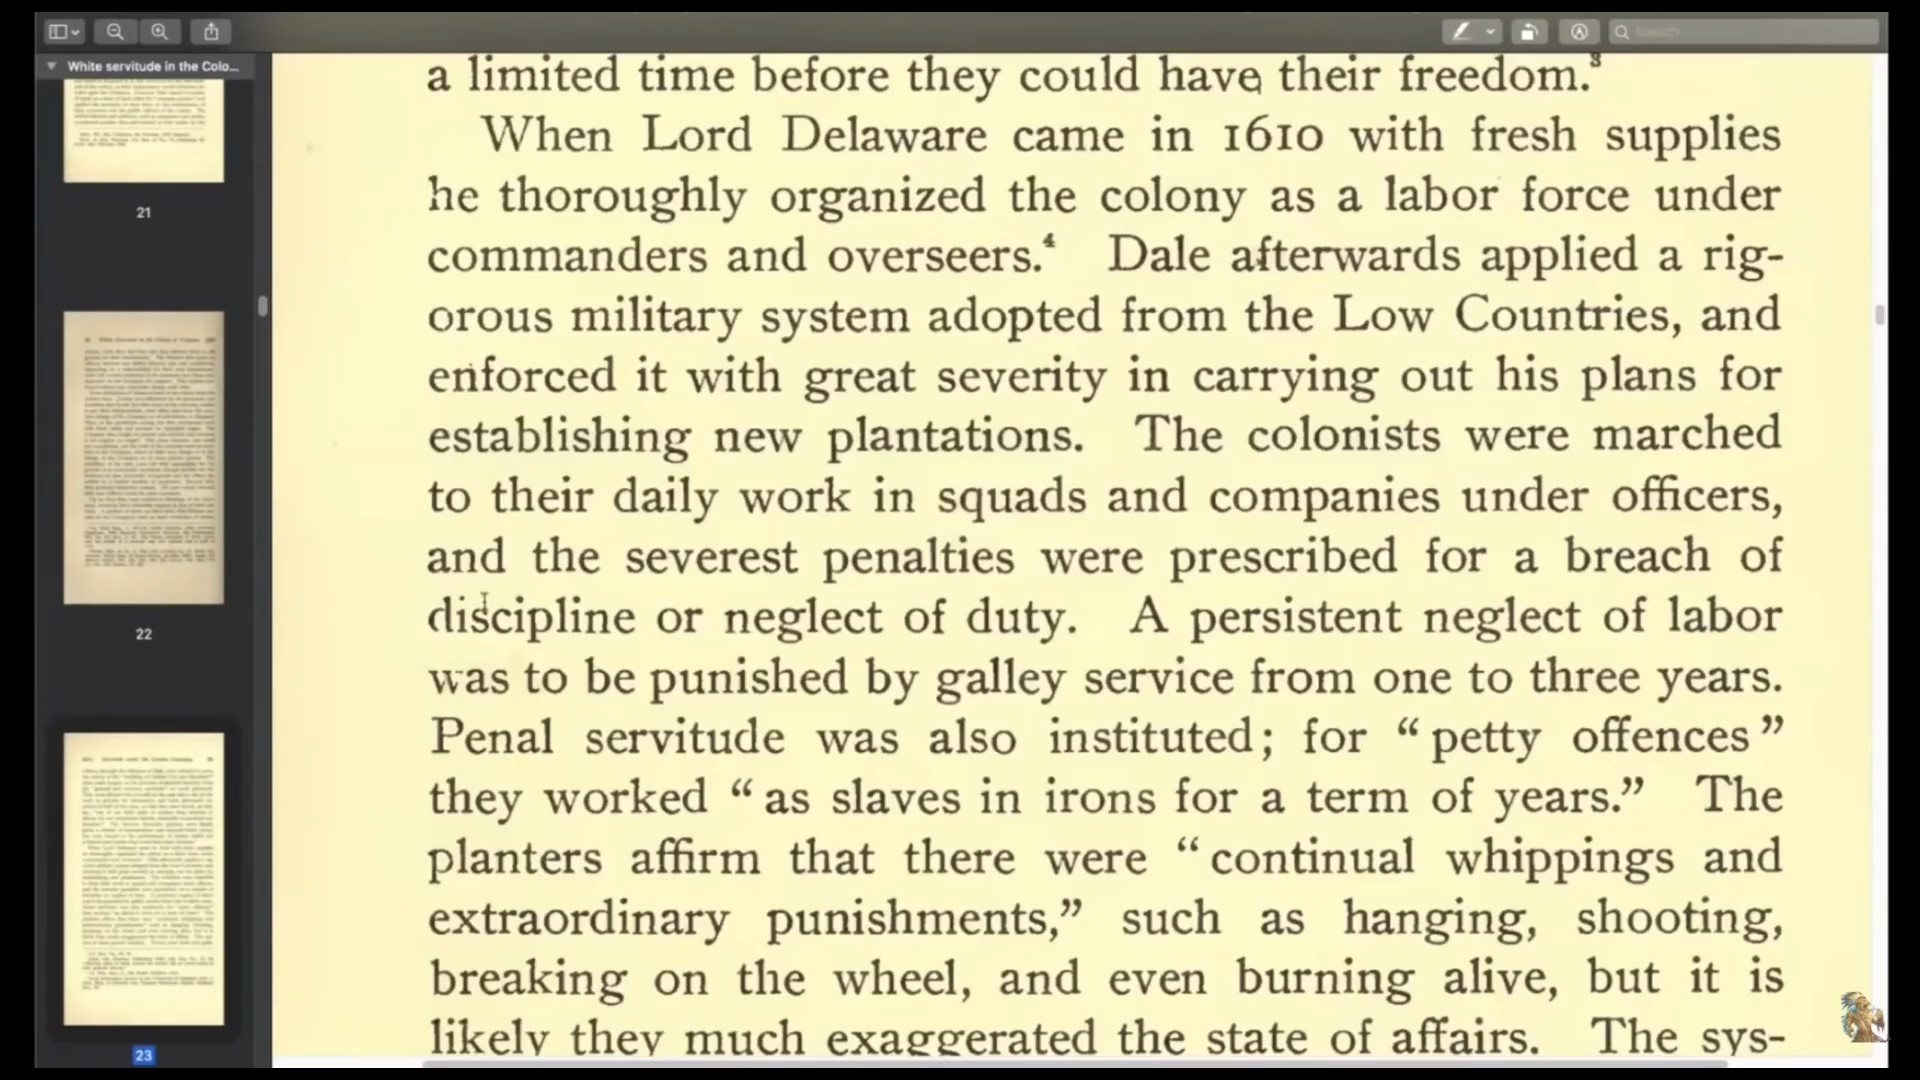 Search
White servitude in the Colo...
21
22
23
a limited time before they could have their freedom.³
When Lord Delaware came in 1610 with fresh supplies
he thoroughly organized the colony as a labor force under
commanders and overseers.⁴ Dale afterwards applied a rig-
orous military system adopted from the Low Countries, and
enforced it with great severity in carrying out his plans for
establishing new plantations. The colonists were marched
to their daily work in squads and companies under officers,
and the severest penalties were prescribed for a breach of
discipline or neglect of duty. A persistent neglect of labor
was to be punished by galley service from one to three years.
Penal servitude was also instituted; for “petty offences”
they worked “as slaves in irons for a term of years.” The
planters affirm that there were “continual whippings and
extraordinary punishments,” such as hanging, shooting,
breaking on the wheel, and even burning alive, but it is
likely they much exaggerated the state of affairs. The sys-